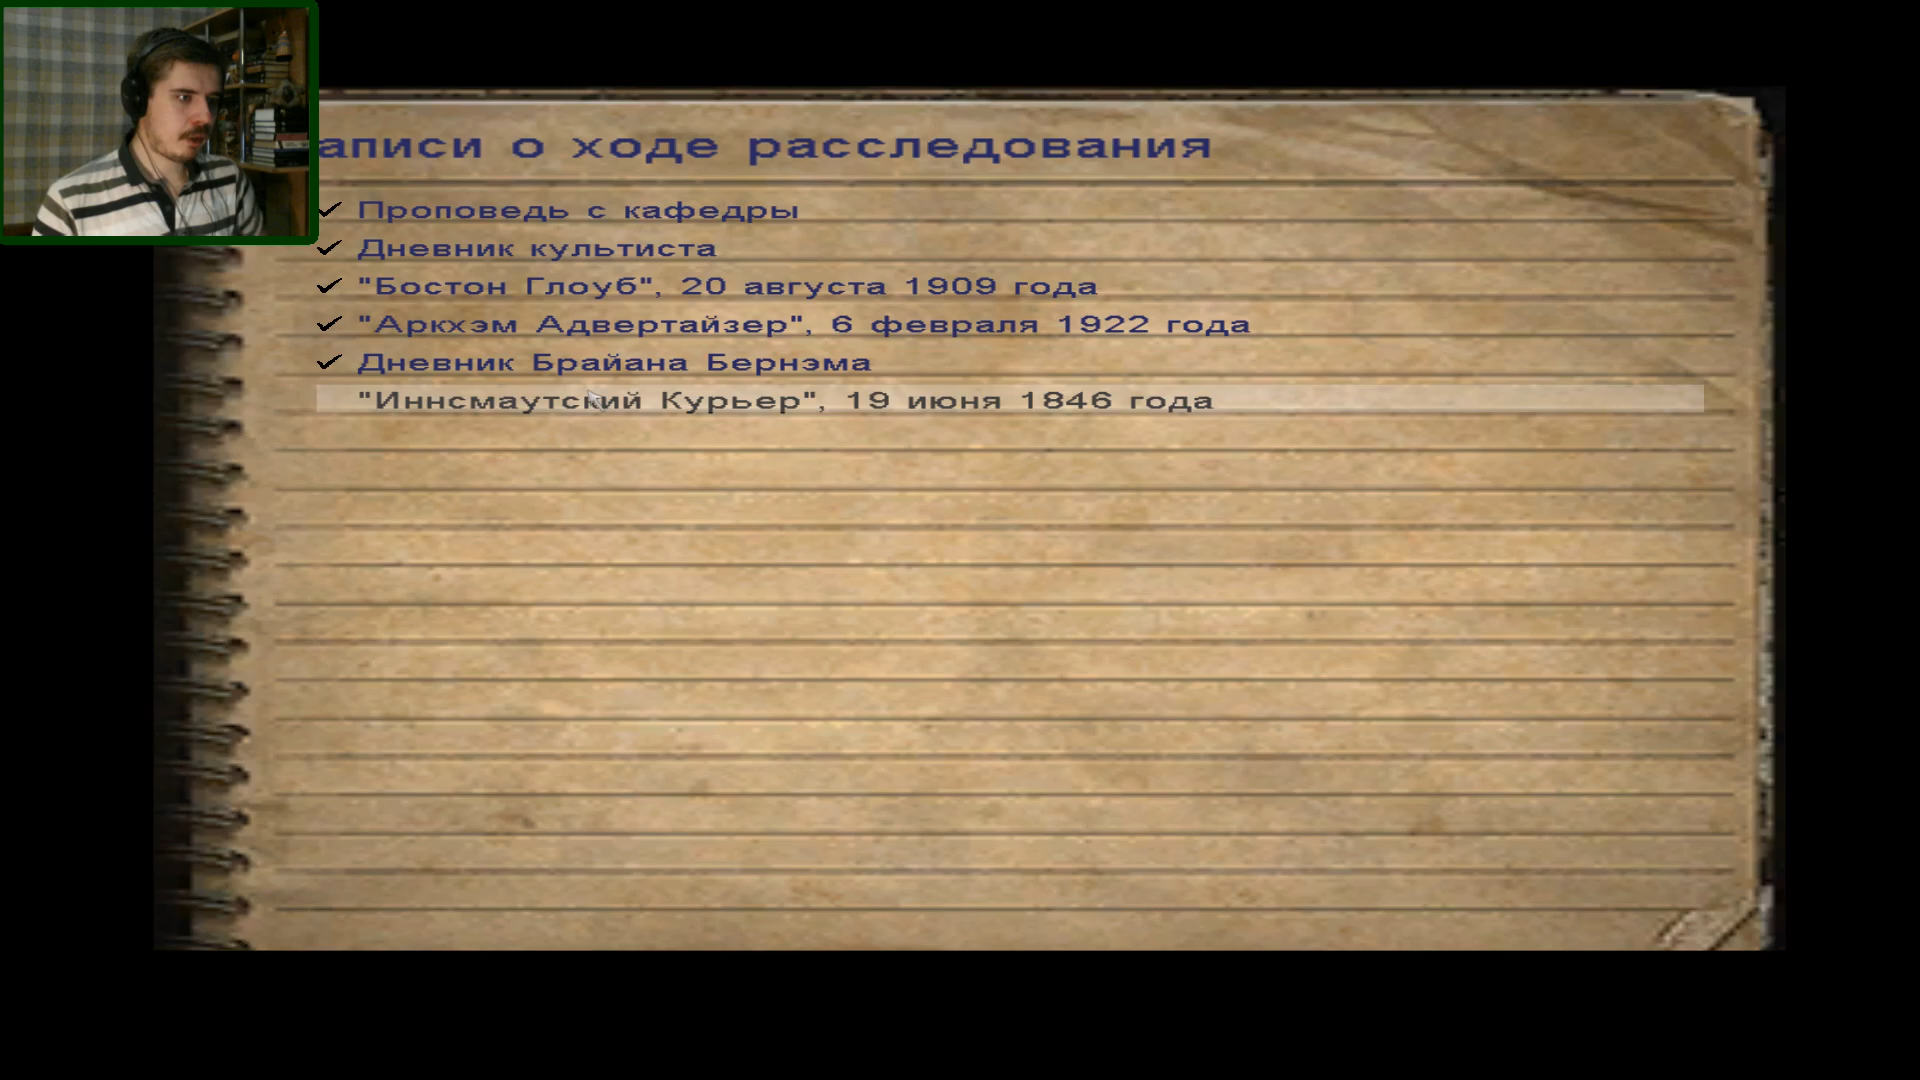 аписи о ходе расследования
Проповедь с кафедры
Дневник культиста
"Бостон Глоуб", 20 августа 1909 года
"Аркхэм Адвертайзер", 6 февраля 1922 года
Дневник Брайана Бернэма
"Иннсмаутский Курьер", 19 июня 1846 года